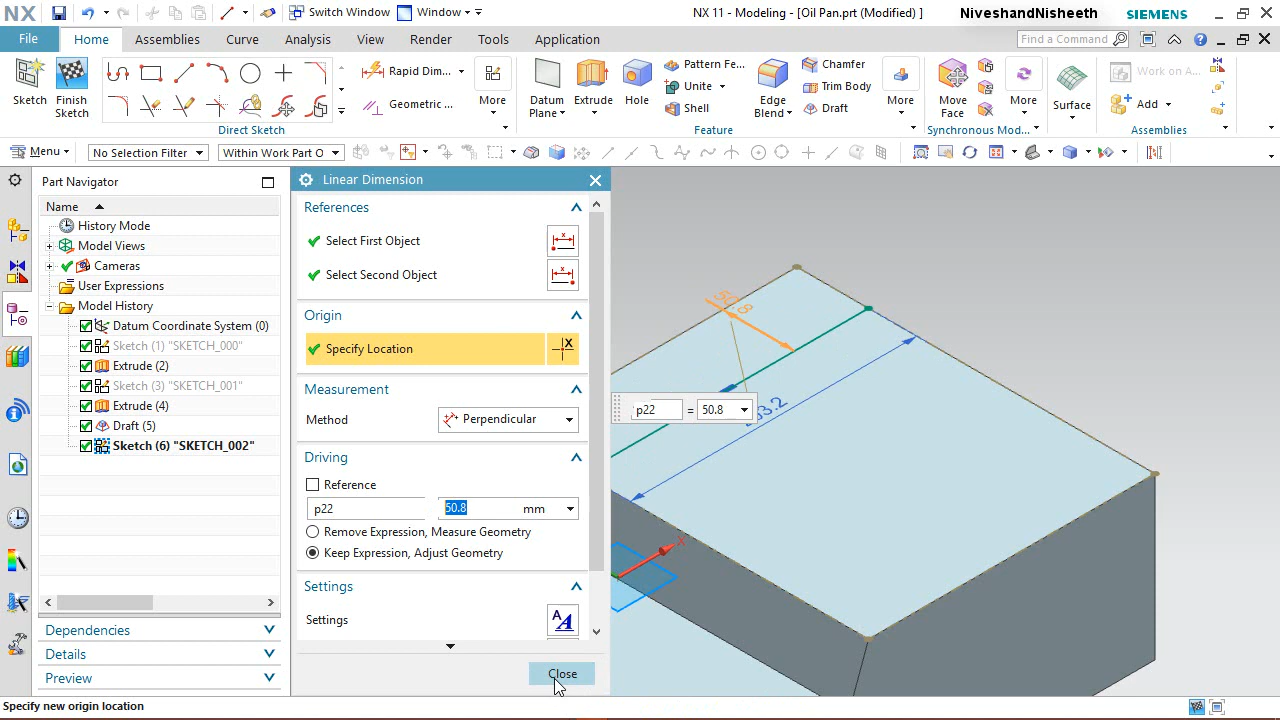 NX
Switch Window
Window
NX 11 - Modeling - [Oil Pan.prt (Modified) ]
NiveshandNisheeth
SIEMENS
File
Home
Assemblies
Curve
Analysis
View
Render
Tools
Application
Find a Command
Sketch
Finish
Sketch
Rapid Dim...
Geometric ...
More
Direct Sketch
Datum
Plane
Extrude
Hole
Pattern Fe...
Unite
Shell
Edge
Blend
Chamfer
Trim Body
Draft
More
Feature
Move
Face
More
Synchronous Mod...
Surface
Work on A...
Add
Assemblies
Menu
No Selection Filter
Within Work Part O
Part Navigator
Name
History Mode
Model Views
Cameras
User Expressions
Model History
Datum Coordinate System (0)
Sketch (1) "SKETCH_000"
Extrude (2)
Sketch (3) "SKETCH_001"
Extrude (4)
Draft (5)
Sketch (6) "SKETCH_002"
Dependencies
Details
Preview
Linear Dimension
References
Select First Object
Select Second Object
Origin
Specify Location
Measurement
Method
Perpendicular
Driving
Reference
p22
50.8
mm
Remove Expression, Measure Geometry
Keep Expression, Adjust Geometry
Settings
Settings
A
A
Close
50.8
p22
=
50.8
3.2
X
Specify new origin location